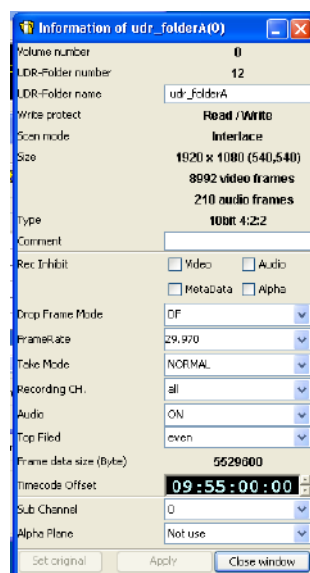 Information of udr_folderA(0)
Volume number 0
UDR-Folder number 12
UDR-Folder name udr_folderA
Write protect Read / Write
Scan mode Interlace
Size 1920 x 1080 (540,540)
8992 video frames
210 audio frames
Type 10bit 4:2:2
Comment
Rec Inhibit Video Audio
MetaData Alpha
Drop Frame Mode DF
FrameRate 29.970
Take Mode NORMAL
Recording CH. all
Audio ON
Top Filed even
Frame data size (Byte) 5529600
Timecode Offset 09:55:00:00
Sub Channel 0
Alpha Plane Not use
Set original Apply Close window